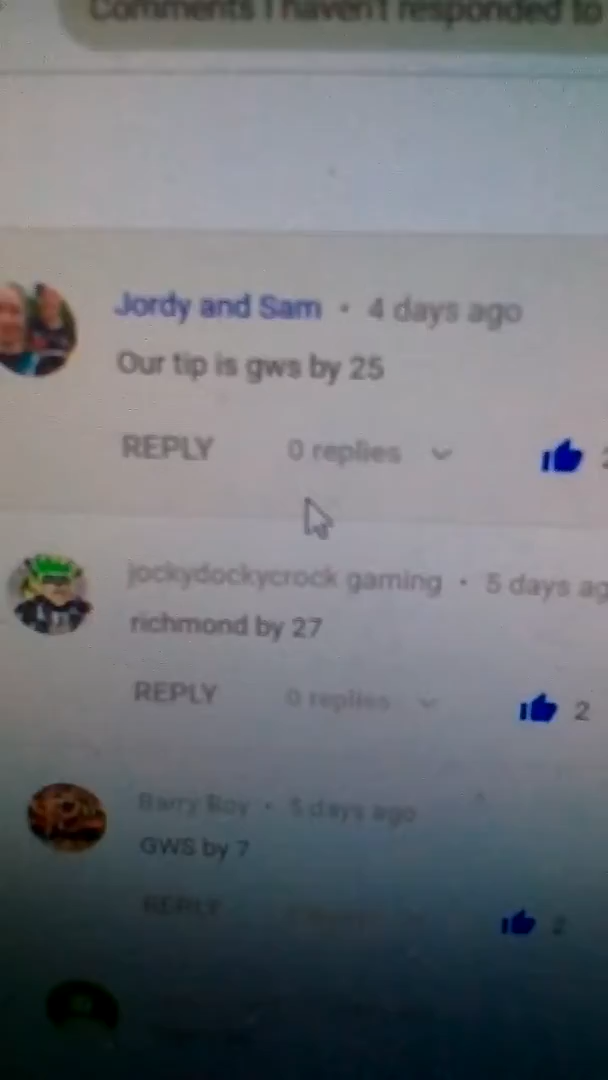 Comments I haven't responded to
Jordy and Sam • 4 days ago
Our tip is gws by 25
REPLY 0 replies
jockydockycrock gaming • 5 days ag
richmond by 27
REPLY 0 replies 2
Barry Boy • 5 days ago
GWS by 7
REPLY 2